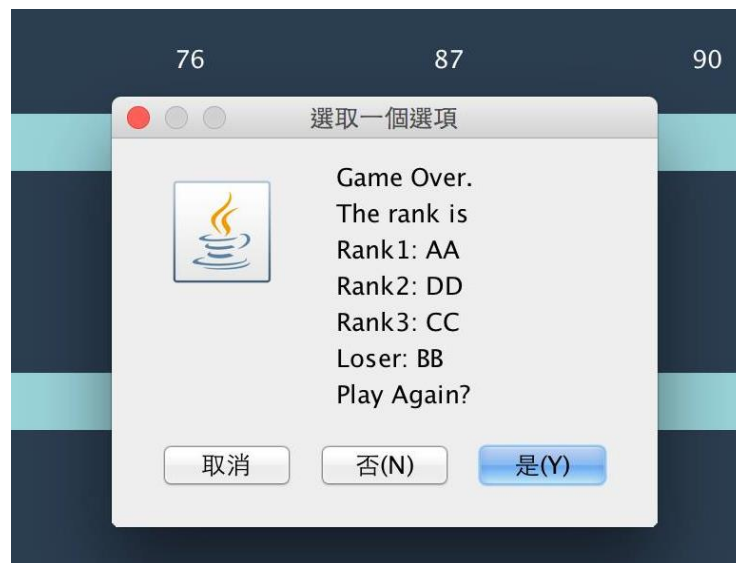 76 87 90
選取一個選項
Game Over.
The rank is
Rank1: AA
Rank2: DD
Rank3: CC
Loser: BB
Play Again?
取消 否(N) 是(Y)